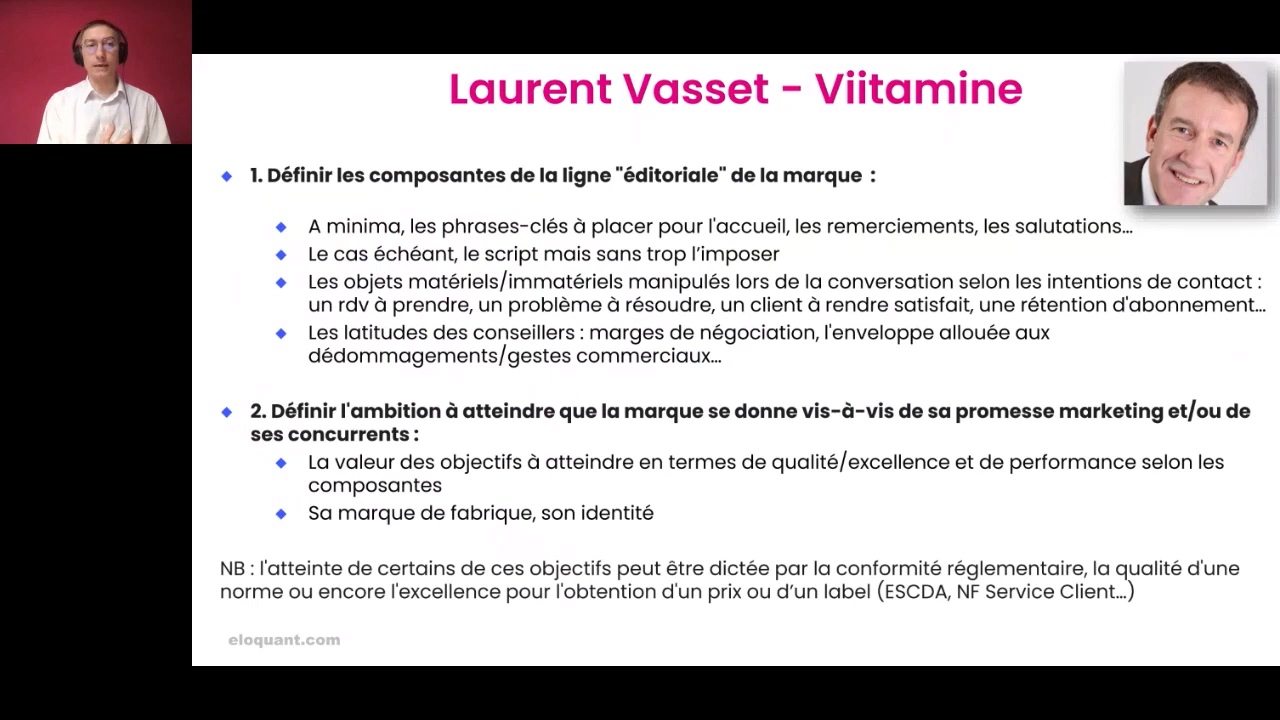 Laurent Vasset - Viitamine
1. Définir les composantes de la ligne "éditoriale" de la marque :
A minima, les phrases-clés à placer pour l'accueil, les remerciements, les salutations…
Le cas échéant, le script mais sans trop l’imposer
Les objets matériels/immatériels manipulés lors de la conversation selon les intentions de contact :
un rdv à prendre, un problème à résoudre, un client à rendre satisfait, une rétention d'abonnement…
Les latitudes des conseillers : marges de négociation, l'enveloppe allouée aux
dédommagements/gestes commerciaux…
2. Définir l'ambition à atteindre que la marque se donne vis-à-vis de sa promesse marketing et/ou de
ses concurrents :
La valeur des objectifs à atteindre en termes de qualité/excellence et de performance selon les
composantes
Sa marque de fabrique, son identité
NB : l'atteinte de certains de ces objectifs peut être dictée par la conformité réglementaire, la qualité d'une
norme ou encore l'excellence pour l'obtention d'un prix ou d’un label (ESCDA, NF Service Client…)
eloquant.com